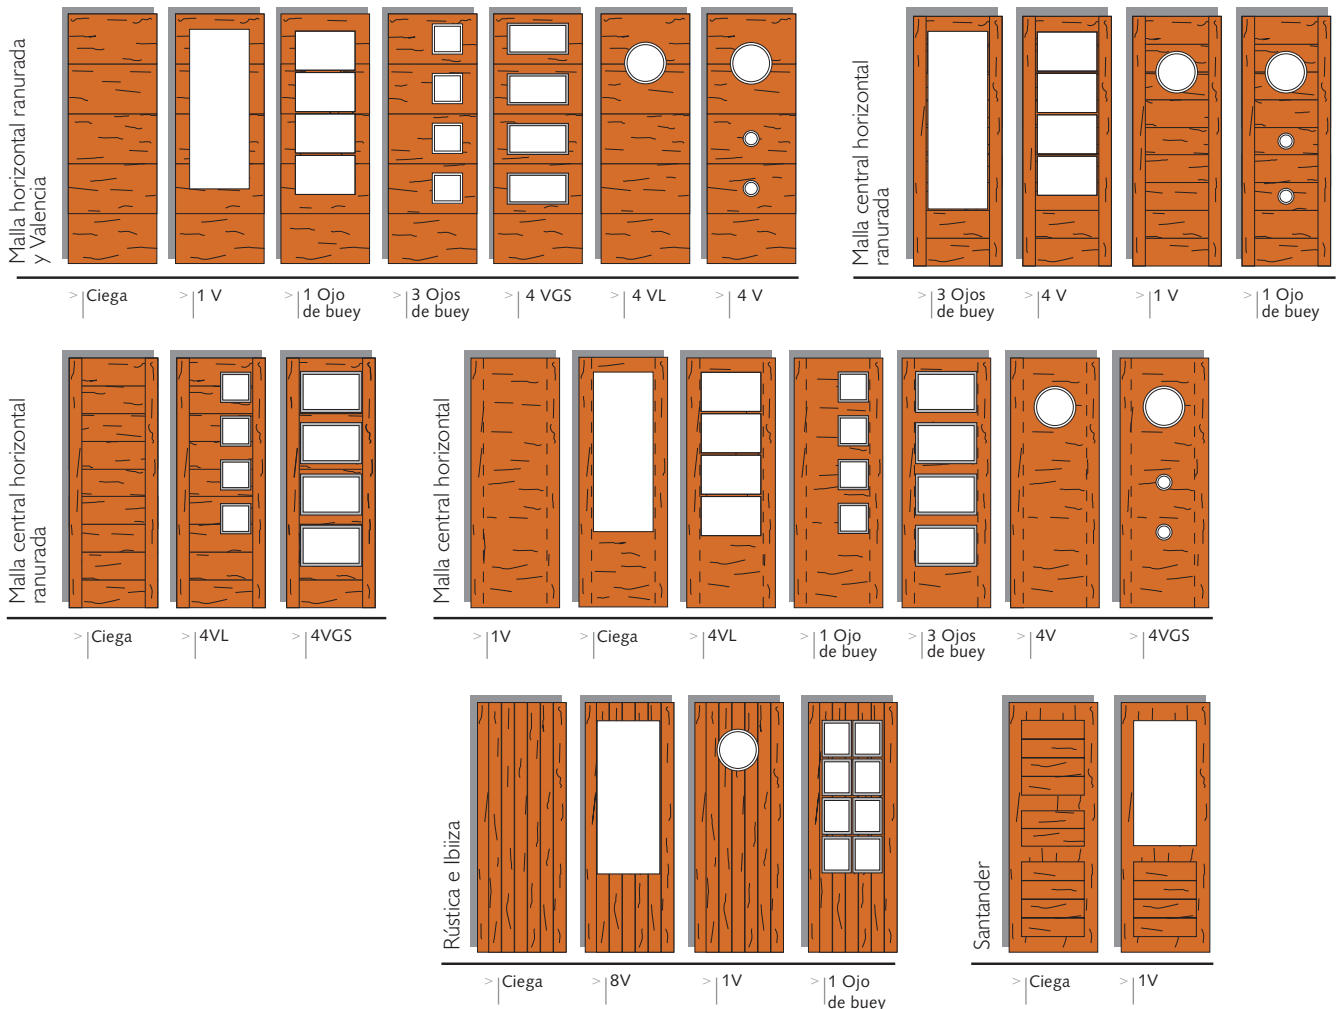 Malla horizontal ranurada
y Valencia
> Ciega
> 1 V
> 1 Ojo
de buey
> 3 Ojos
de buey
> 4 VGS
> 4 VL
> 4 V
Malla central horizontal
ranurada
> 3 Ojos
de buey
> 4 V
> 1 V
> 1 Ojo
de buey
Malla central horizontal
ranurada
> Ciega
> 4VL
> 4VGS
Malla central horizontal
> 1V
> Ciega
> 4VL
> 1 Ojo
de buey
> 3 Ojos
de buey
> 4V
> 4VGS
Rústica e Ibiiza
> Ciega
> 8V
> 1V
> 1 Ojo
de buey
Santander
> Ciega
> 1V